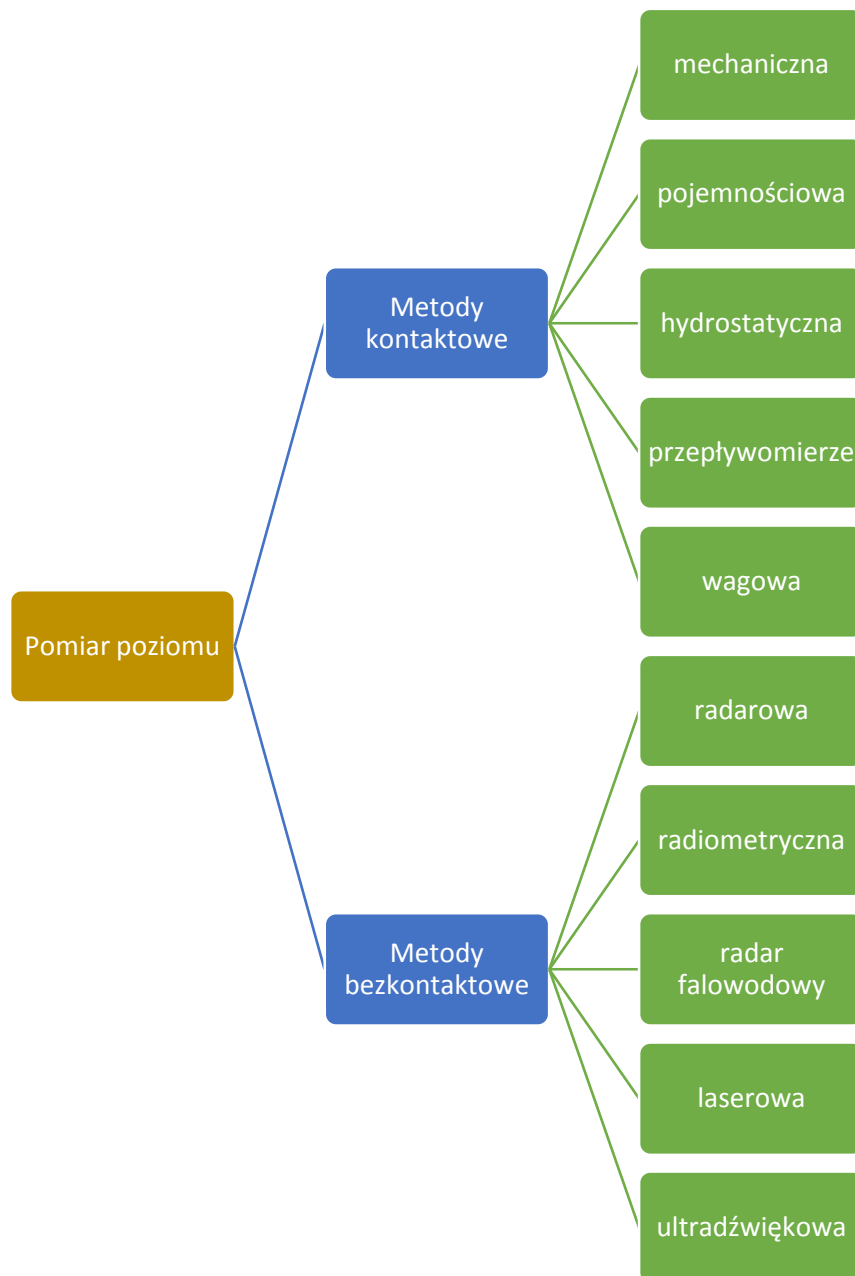 Pomiar poziomu
Metody
kontaktowe
mechaniczna
pojemnościowa
hydrostatyczna
przepływomierze
wagowa
Metody
bezkontaktowe
radarowa
radiometryczna
radar
falowodowy
laserowa
ultradźwiękowa